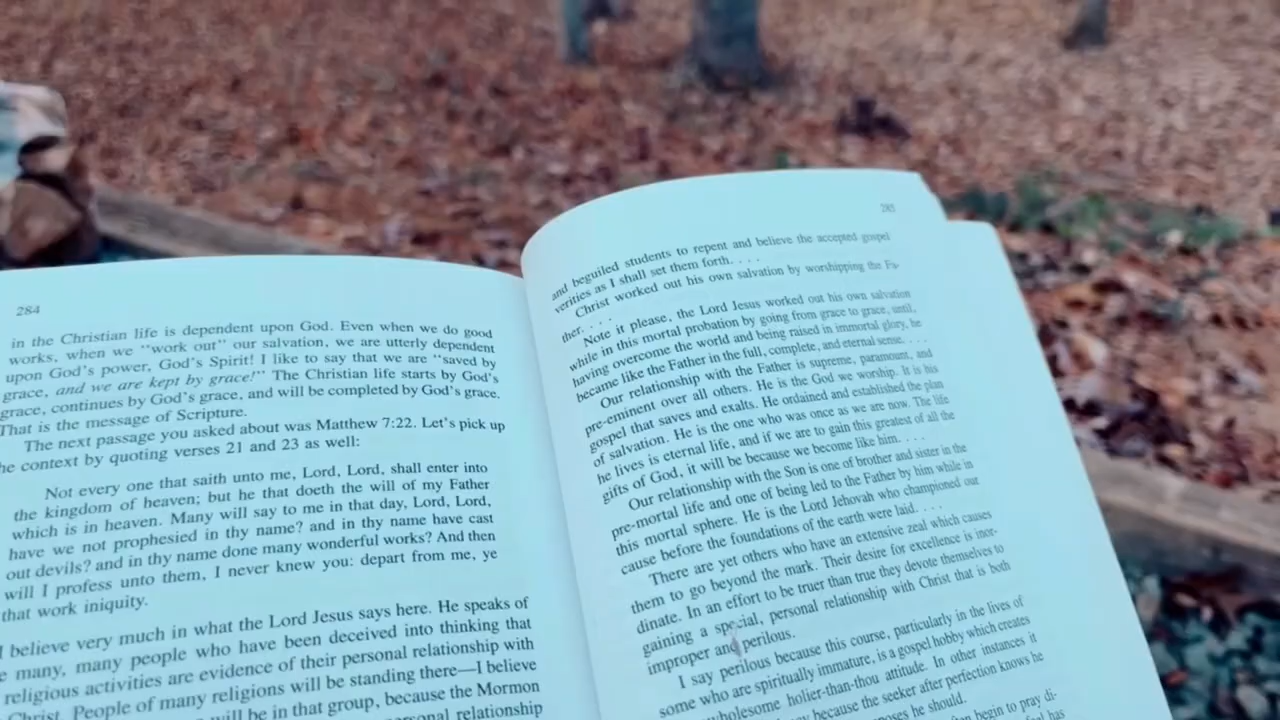 284
in the Christian life is dependent upon God. Even when we do good
works, when we "work out" our salvation, we are utterly dependent
upon God's power, God's Spirit! I like to say that we are "saved by
grace, and we are kept by grace!" The Christian life starts by God's
grace, continues by God's grace, and will be completed by God's grace.
That is the message of Scripture.
The next passage you asked about was Matthew 7:22. Let's pick up
he context by quoting verses 21 and 23 as well:
Not every one that saith unto me, Lord, Lord, shall enter into
the kingdom of heaven; but he that doeth the will of my Father
which is in heaven. Many will say to me in that day, Lord, Lord,
have we not prophesied in thy name? and in thy name have cast
out devils? and in thy name done many wonderful works? And then
will I profess unto them, I never knew you: depart from me, ye
that work iniquity.
I believe very much in what the Lord Jesus says here. He speaks of
many, many people who have been deceived into thinking that
religious activities are evidence of their personal relationship with
Christ. People of many religions will be standing there—I believe
will be in that group, because the Mormon
personal relationship
285
and beguiled students to repent and believe the accepted gospel
verities as I shall set them forth. . . .
Christ worked out his own salvation by worshipping the Fa-
ther. . . .
Note it please, the Lord Jesus worked out his own salvation
while in this mortal probation by going from grace to grace, until,
having overcome the world and being raised in immortal glory, he
became like the Father in the full, complete, and eternal sense. . . .
Our relationship with the Father is supreme, paramount, and
pre-eminent over all others. He is the God we worship. It is his
gospel that saves and exalts. He ordained and established the plan
of salvation. He is the one who was once as we are now. The life
he lives is eternal life, and if we are to gain this greatest of all the
gifts of God, it will be because we become like him. . . .
Our relationship with the Son is one of brother and sister in the
pre-mortal life and one of being led to the Father by him while in
this mortal sphere. He is the Lord Jehovah who championed out
cause before the foundations of the earth were laid. . . .
There are yet others who have an extensive zeal which causes
them to go beyond the mark. Their desire for excellence is inor-
dinate. In an effort to be truer than true they devote themselves to
gaining a special, personal relationship with Christ that is both
improper and perilous.
I say perilous because this course, particularly in the lives of
some who are spiritually immature, is a gospel hobby which creates
wholesome holier-than-thou attitude. In other instances it
because the seeker after perfection knows he
he should.
begin to pray di-
has